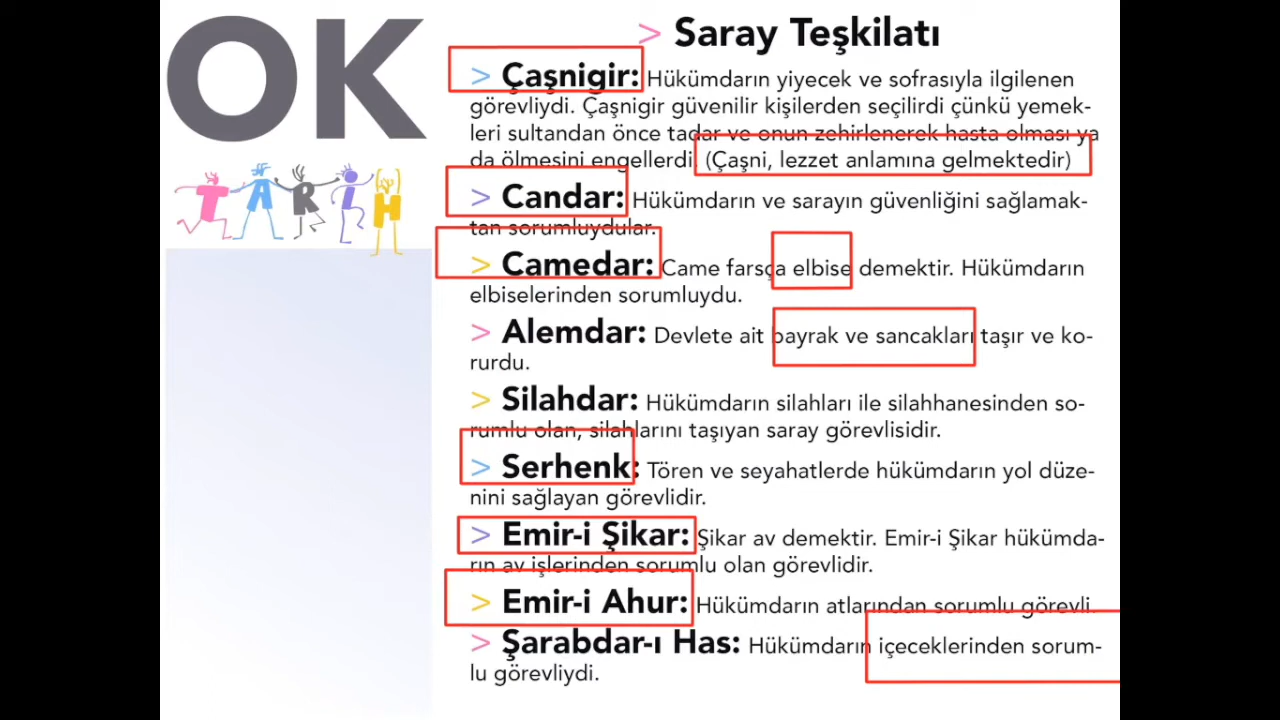 OK
TARİH
> Saray Teşkilatı
> Çaşnigir: Hükümdarın yiyecek ve sofrasıyla ilgilenen
görevliydi. Çaşnigir güvenilir kişilerden seçilirdi çünkü yemek-
leri sultandan önce tadar ve onun zehirlenerek hasta olması ya
da ölmesini engellerdi. (Çaşni, lezzet anlamına gelmektedir)
> Candar: Hükümdarın ve sarayın güvenliğini sağlamak-
tan sorumluydular.
> Camedar: Came farsça elbise demektir. Hükümdarın
elbiselerinden sorumluydu.
> Alemdar: Devlete ait bayrak ve sancakları taşır ve ko-
rurdu.
> Silahdar: Hükümdarın silahları ile silahhanesinden so-
rumlu olan, silahlarını taşıyan saray görevlisidir.
> Serhenk: Tören ve seyahatlerde hükümdarın yol düze-
nini sağlayan görevlidir.
> Emir-i Şikar: Şikar av demektir. Emir-i Şikar hükümda-
rın av işlerinden sorumlu olan görevlidir.
> Emir-i Ahur: Hükümdarın atlarından sorumlu görevli.
> Şarabdar-ı Has: Hükümdarın içeceklerinden sorum-
lu görevliydi.